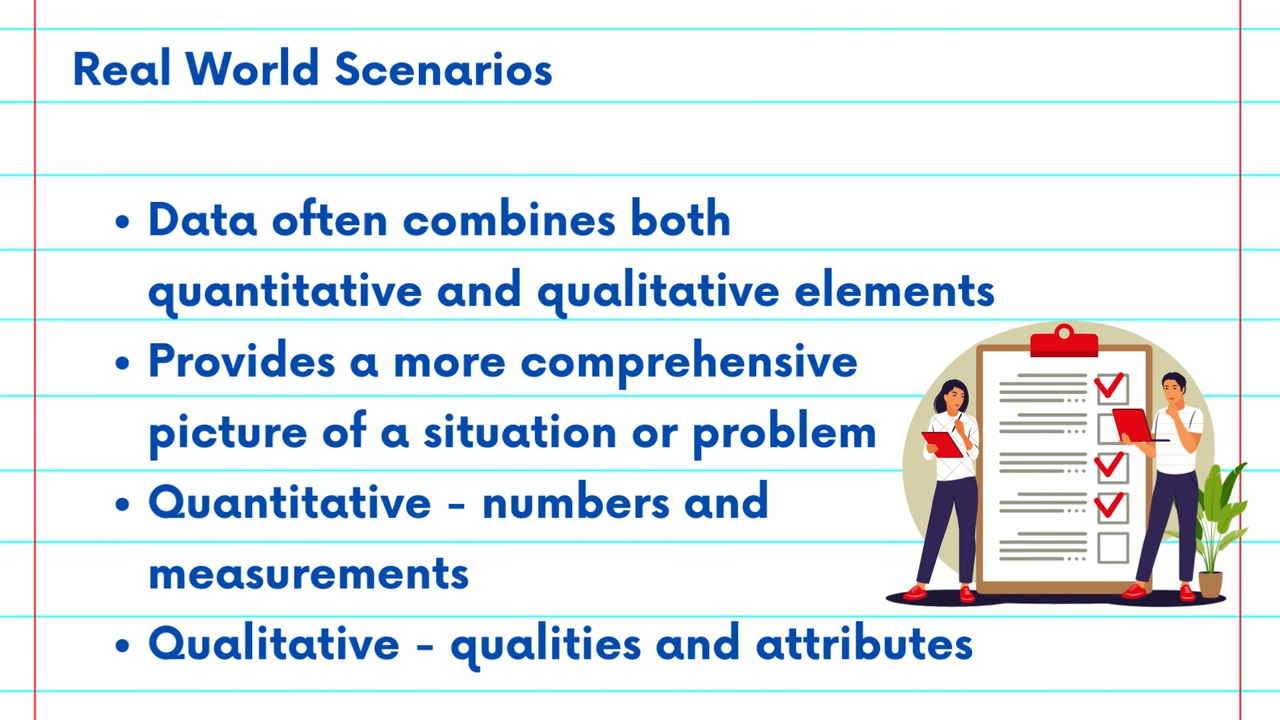 Real World Scenarios
• Data often combines both
quantitative and qualitative elements
• Provides a more comprehensive
picture of a situation or problem
• Quantitative - numbers and
measurements
• Qualitative - qualities and attributes